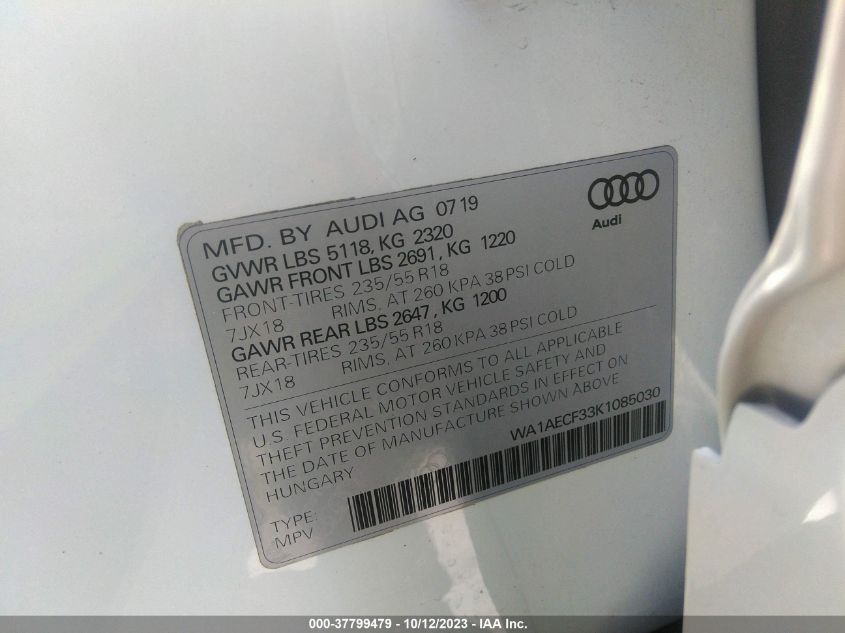 MFD. BY AUDI AG 07 19
GVWR LBS 5118, KG 2320
GAWR FRONT LBS 2691, KG 1220
FRONT-TIRES 235/55 R18
7JX18 RIMS, AT 260 KPA 38 PSI COLD
GAWR REAR LBS 2647, KG 1200
REAR-TIRES 235/55 R18
7JX18 RIMS, AT 260 KPA 38 PSI COLD
Audi
THIS VEHICLE CONFORMS TO ALL APPLICABLE
U.S. FEDERAL MOTOR VEHICLE SAFETY AND
THEFT PREVENTION STANDARDS IN EFFECT ON
THE DATE OF MANUFACTURE SHOWN ABOVE
HUNGARY
WA1AECF33K1085030
TYPE:
MPV
000-37799479 - 10/12/2023 - IAA Inc.